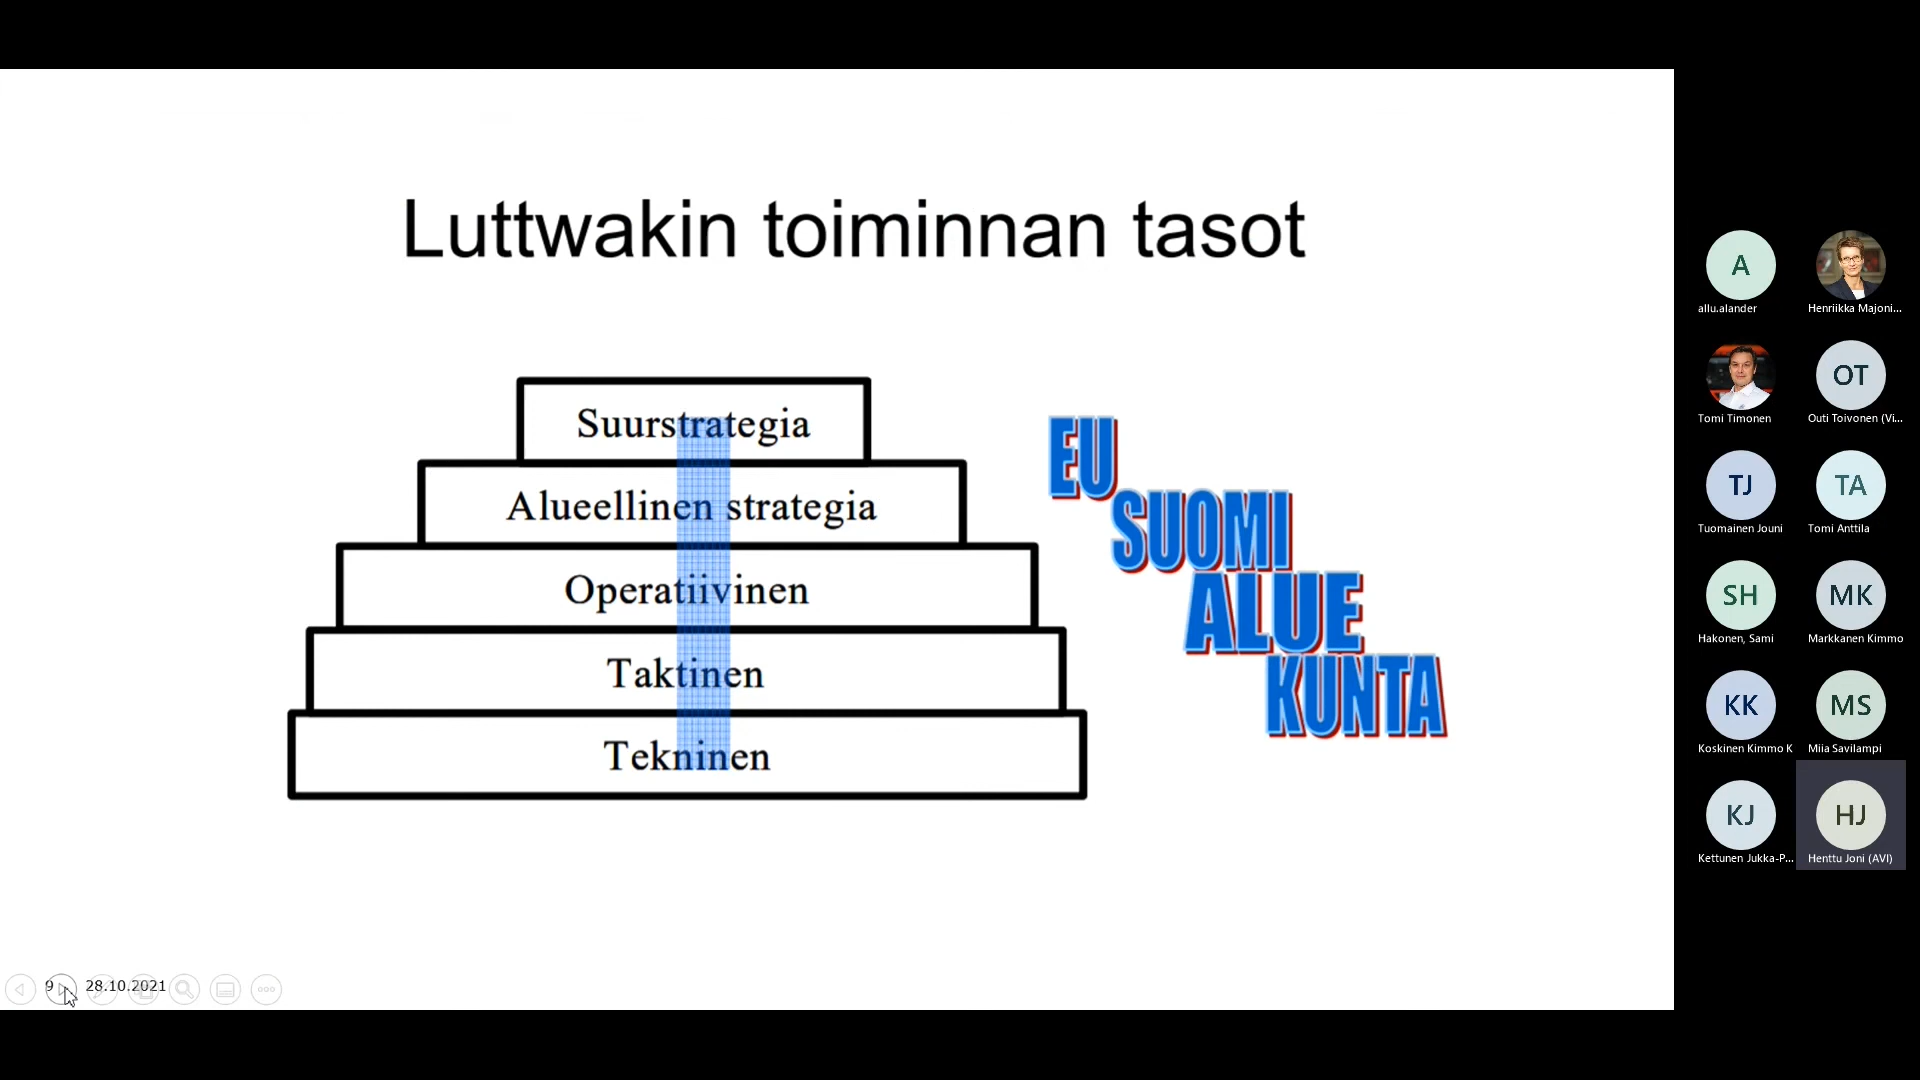 Luttwakin toiminnan tasot
Suurstrategia
Alueellinen strategia
Operatiivinen
Taktinen
Tekninen
EU
SUOMI
ALUE
KUNTA
9
28.10.2021
A
allu.alander
Henriikka Majoni...
Tomi Timonen
OT
Outi Toivonen (Vi...
TJ
Tuomainen Jouni
TA
Tomi Anttila
SH
Hakonen, Sami
MK
Markkanen Kimmo
KK
Koskinen Kimmo K
MS
Miia Savilampi
KJ
Kettunen Jukka-P...
HJ
Henttu Joni (AVI)